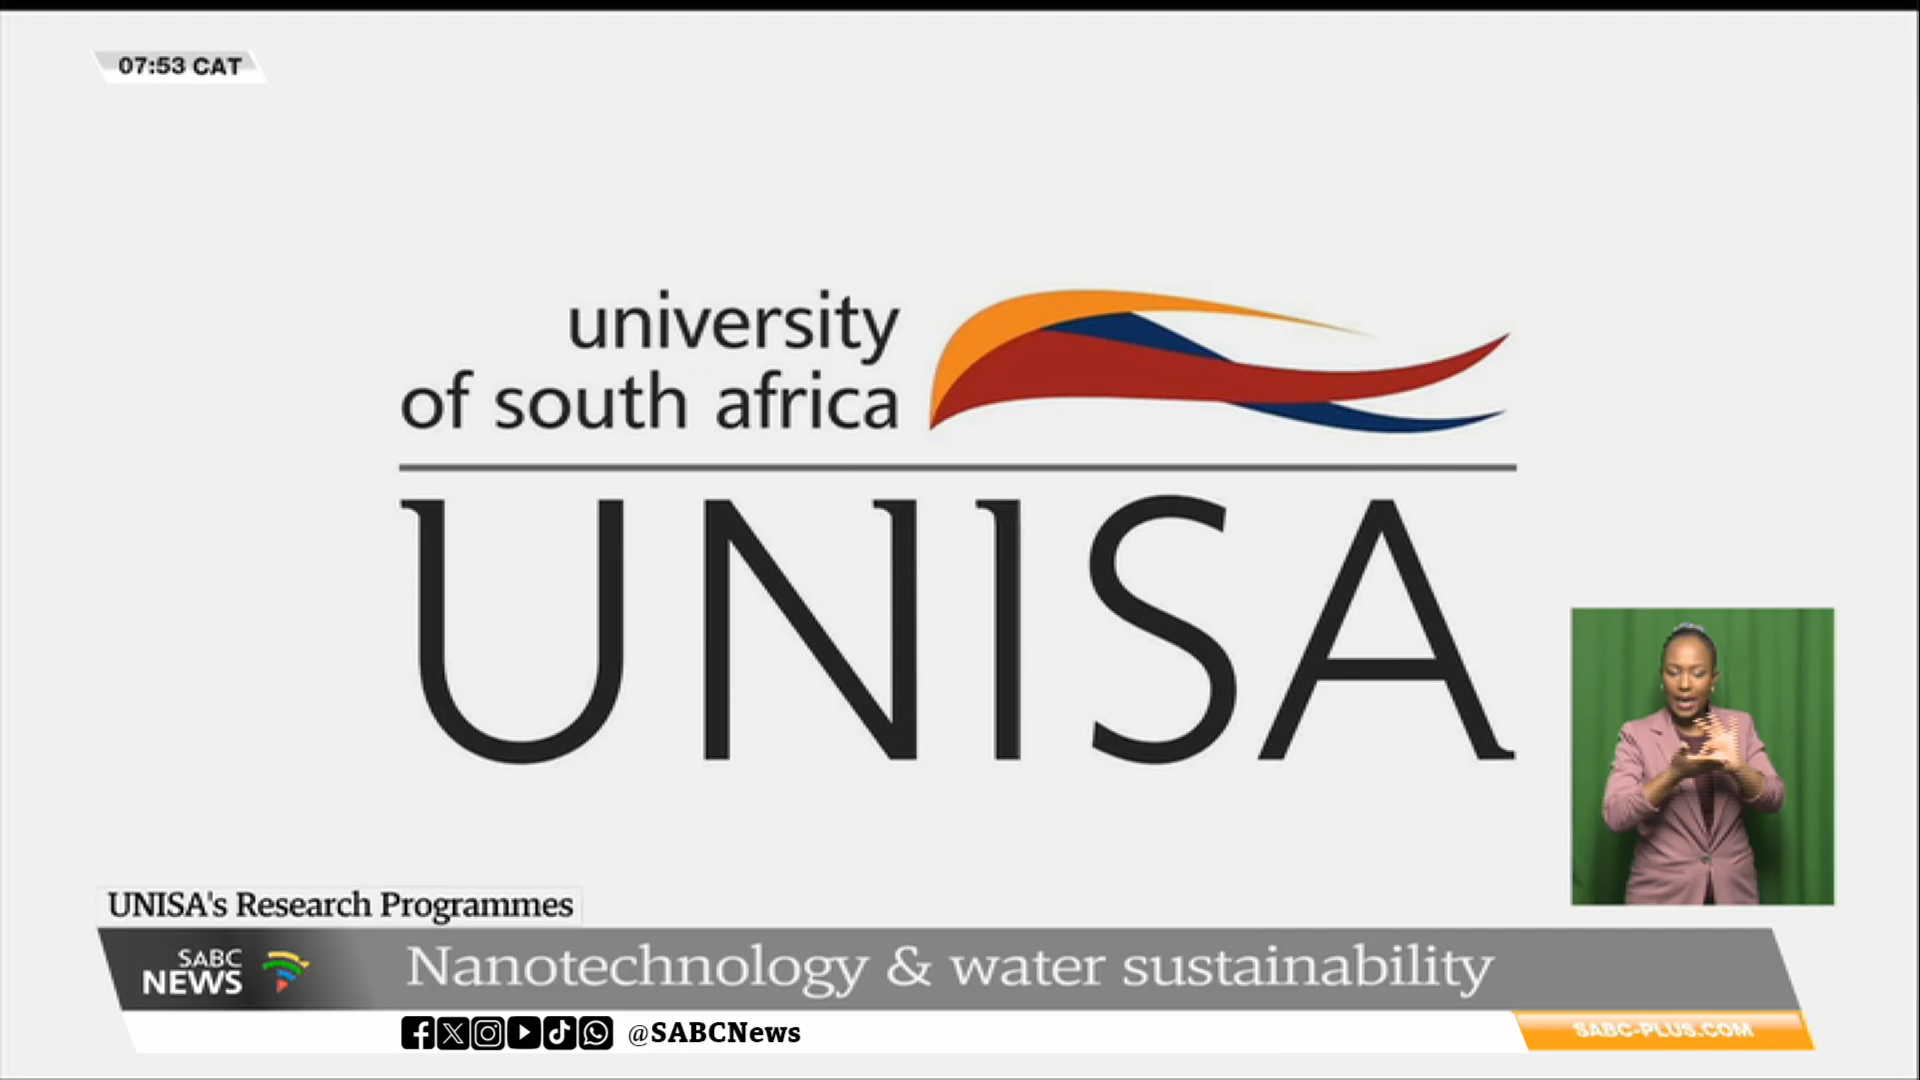 07:53 CAT
university
of south africa
UNISA
UNISA's Research Programmes
SABC
NEWS
Nanotechnology & water sustainability
@SABCNews
SABC-PLUS.COM